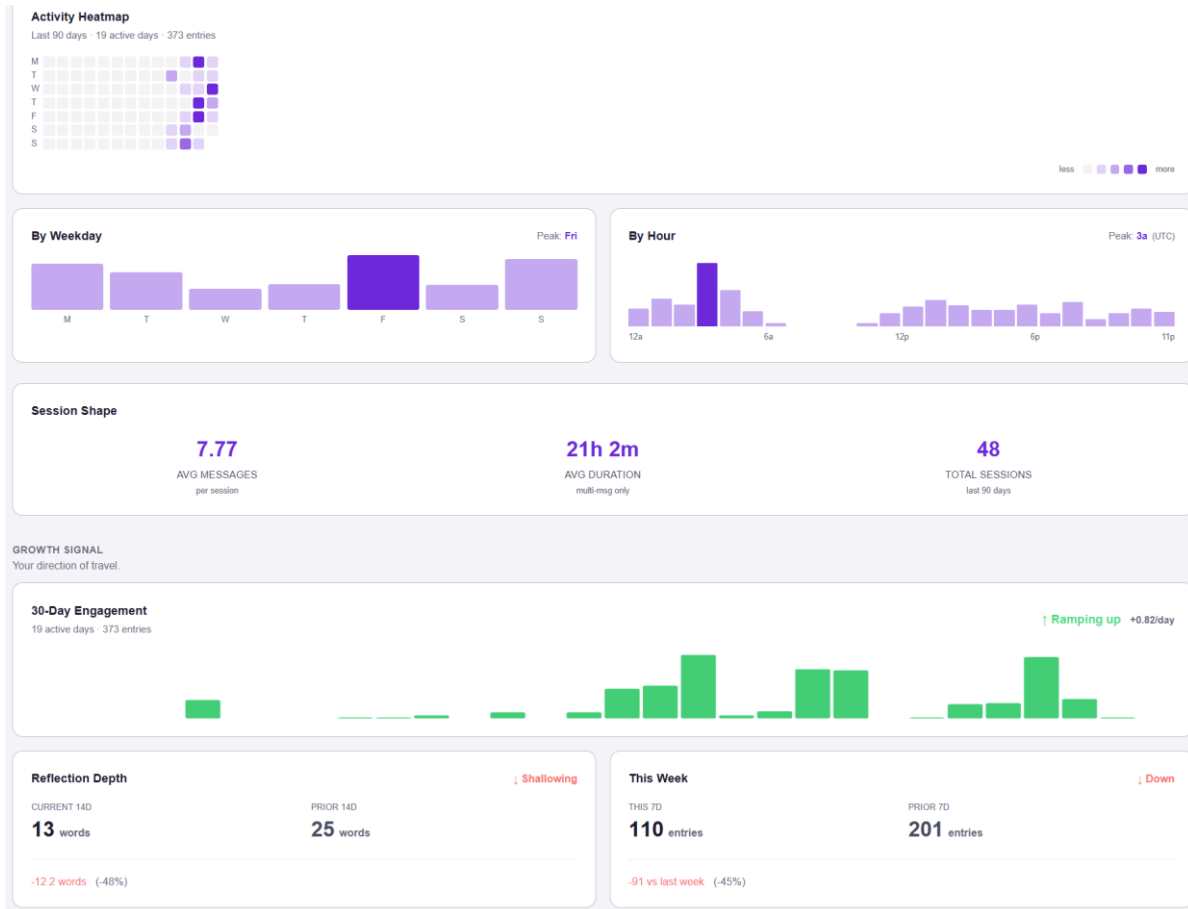 Activity Heatmap
Last 90 days · 19 active days · 373 entries
M
T
W
T
F
S
S
less more
By Weekday
Peak: Fri
M T W T F S S
By Hour
Peak: 3a (UTC)
12a 6a 12p 6p 11p
Session Shape
7.77
AVG MESSAGES
per session
21h 2m
AVG DURATION
multi-msg only
48
TOTAL SESSIONS
last 90 days
GROWTH SIGNAL
Your direction of travel.
30-Day Engagement
19 active days · 373 entries
↑ Ramping up +0.82/day
Reflection Depth
↓ Shallowing
CURRENT 14D
13 words
PRIOR 14D
25 words
-12.2 words (-48%)
This Week
↓ Down
THIS 7D
110 entries
PRIOR 7D
201 entries
-91 vs last week (-45%)